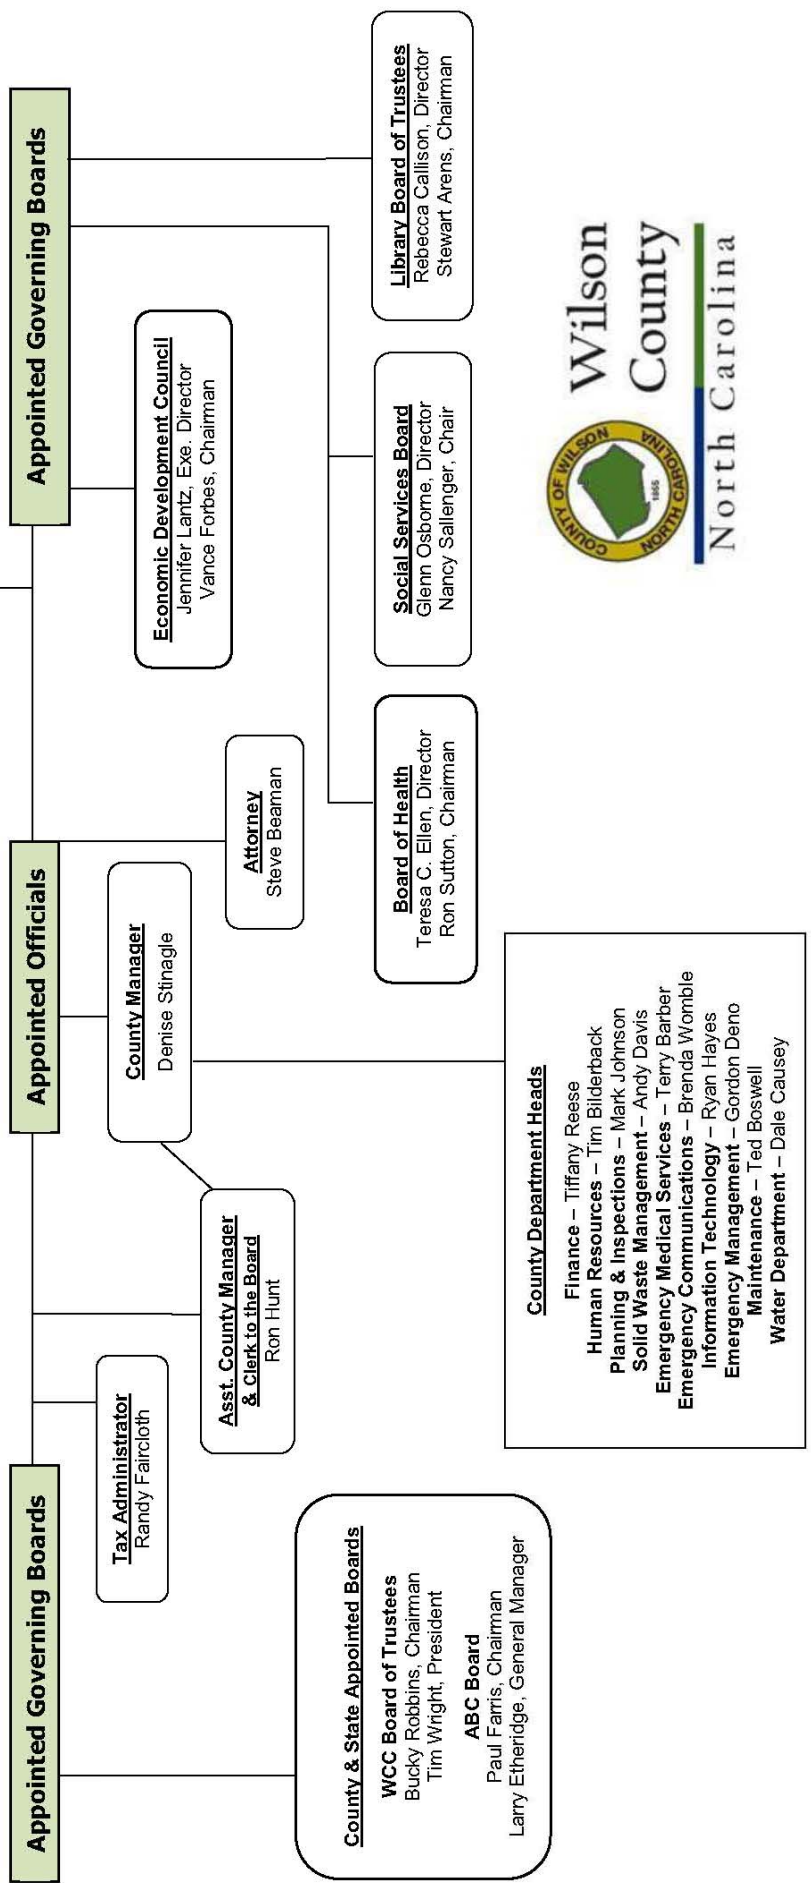 Appointed Governing Boards
Appointed Officials
Appointed Governing Boards
Tax Administrator
Randy Faircloth
Asst. County Manager
& Clerk to the Board
Ron Hunt
County Manager
Denise Stinagle
Attorney
Steve Beaman
Economic Development Council
Jennifer Lantz, Exe. Director
Vance Forbes, Chairman
County & State Appointed Boards
WCC Board of Trustees
Bucky Robbins, Chairman
Tim Wright, President
ABC Board
Paul Farris, Chairman
Larry Etheridge, General Manager
Board of Health
Teresa C. Ellen, Director
Ron Sutton, Chairman
Social Services Board
Glenn Osborne, Director
Nancy Sallenger, Chair
Library Board of Trustees
Rebecca Callison, Director
Stewart Arens, Chairman
County Department Heads
Finance – Tiffany Reese
Human Resources – Tim Bilderback
Planning & Inspections – Mark Johnson
Solid Waste Management – Andy Davis
Emergency Medical Services – Terry Barber
Emergency Communications – Brenda Womble
Information Technology – Ryan Hayes
Emergency Management – Gordon Deno
Maintenance – Ted Boswell
Water Department – Dale Causey
COUNTY OF WILSON
1855
NORTH CAROLINA
Wilson
County
North Carolina